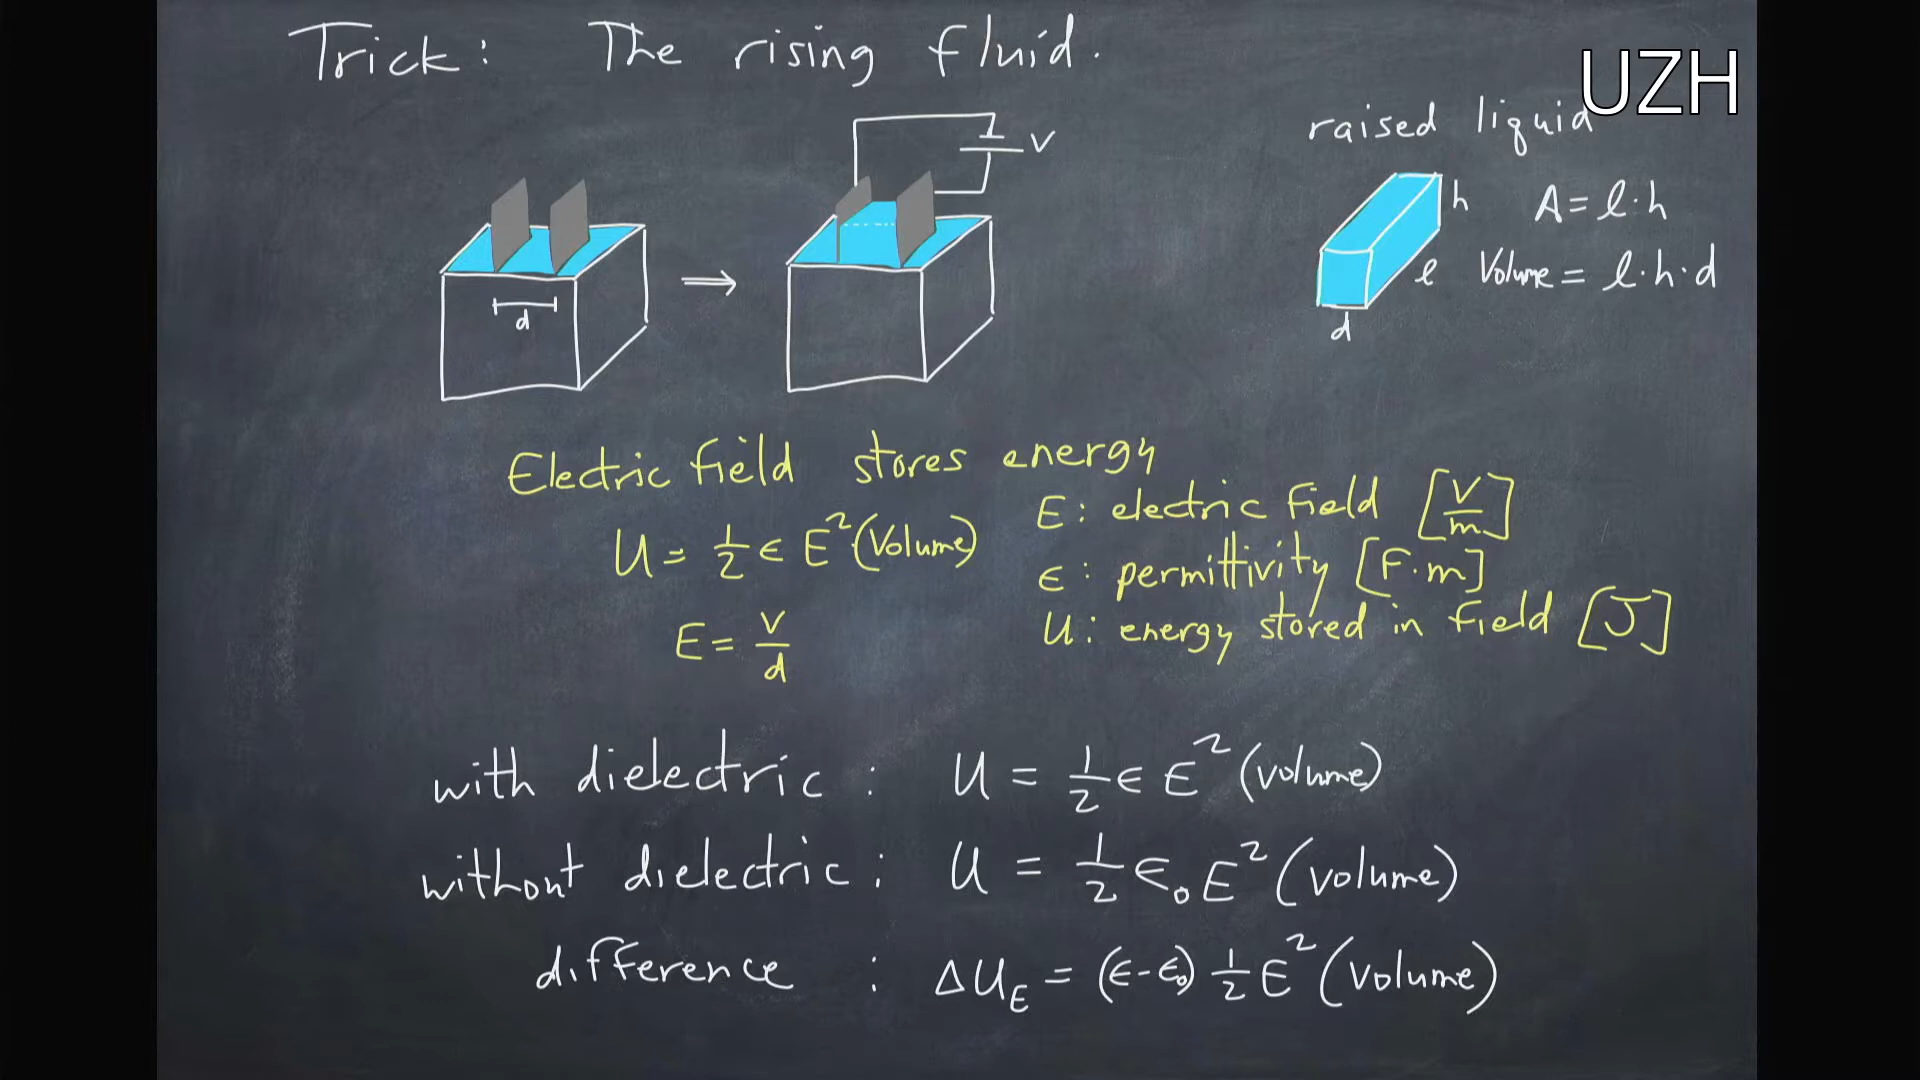 Trick: The rising fluid.
UZH
raised liquid
V
h
A = l·h
l
Volume = l·h·d
d
d
Electric field stores energy
E: electric field [V/m]
U = 1/2 ϵ E²(Volume)
ϵ: permittivity [F·m]
E = V/d
U: energy stored in field [J]
with dielectric: U = 1/2 ϵ E² (volume)
without dielectric: U = 1/2 ϵ₀ E² (volume)
difference: ΔU_E = (ϵ-ϵ₀) 1/2 E² (volume)